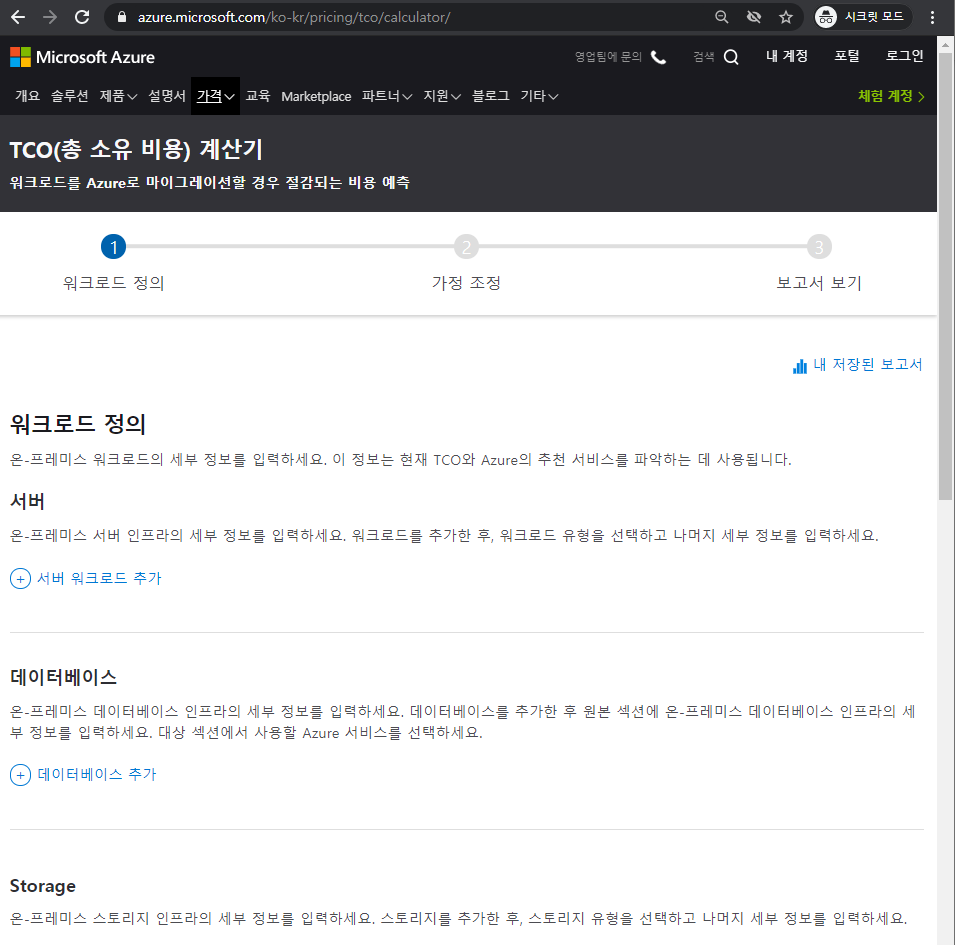 azure.microsoft.com/ko-kr/pricing/tco/calculator/
시크릿 모드
Microsoft Azure
영업팀에 문의
검색
내 계정
포털
로그인
개요 솔루션 제품 설명서 가격 교육 Marketplace 파트너 지원 블로그 기타
체험 계정
TCO(총 소유 비용) 계산기
워크로드를 Azure로 마이그레이션할 경우 절감되는 비용 예측
1 2 3
워크로드 정의 가정 조정 보고서 보기
내 저장된 보고서
워크로드 정의
온-프레미스 워크로드의 세부 정보를 입력하세요. 이 정보는 현재 TCO와 Azure의 추천 서비스를 파악하는 데 사용됩니다.
서버
온-프레미스 서버 인프라의 세부 정보를 입력하세요. 워크로드를 추가한 후, 워크로드 유형을 선택하고 나머지 세부 정보를 입력하세요.
서버 워크로드 추가
데이터베이스
온-프레미스 데이터베이스 인프라의 세부 정보를 입력하세요. 데이터베이스를 추가한 후 원본 섹션에 온-프레미스 데이터베이스 인프라의 세
부 정보를 입력하세요. 대상 섹션에서 사용할 Azure 서비스를 선택하세요.
데이터베이스 추가
Storage
온-프레미스 스토리지 인프라의 세부 정보를 입력하세요. 스토리지를 추가한 후, 스토리지 유형을 선택하고 나머지 세부 정보를 입력하세요.